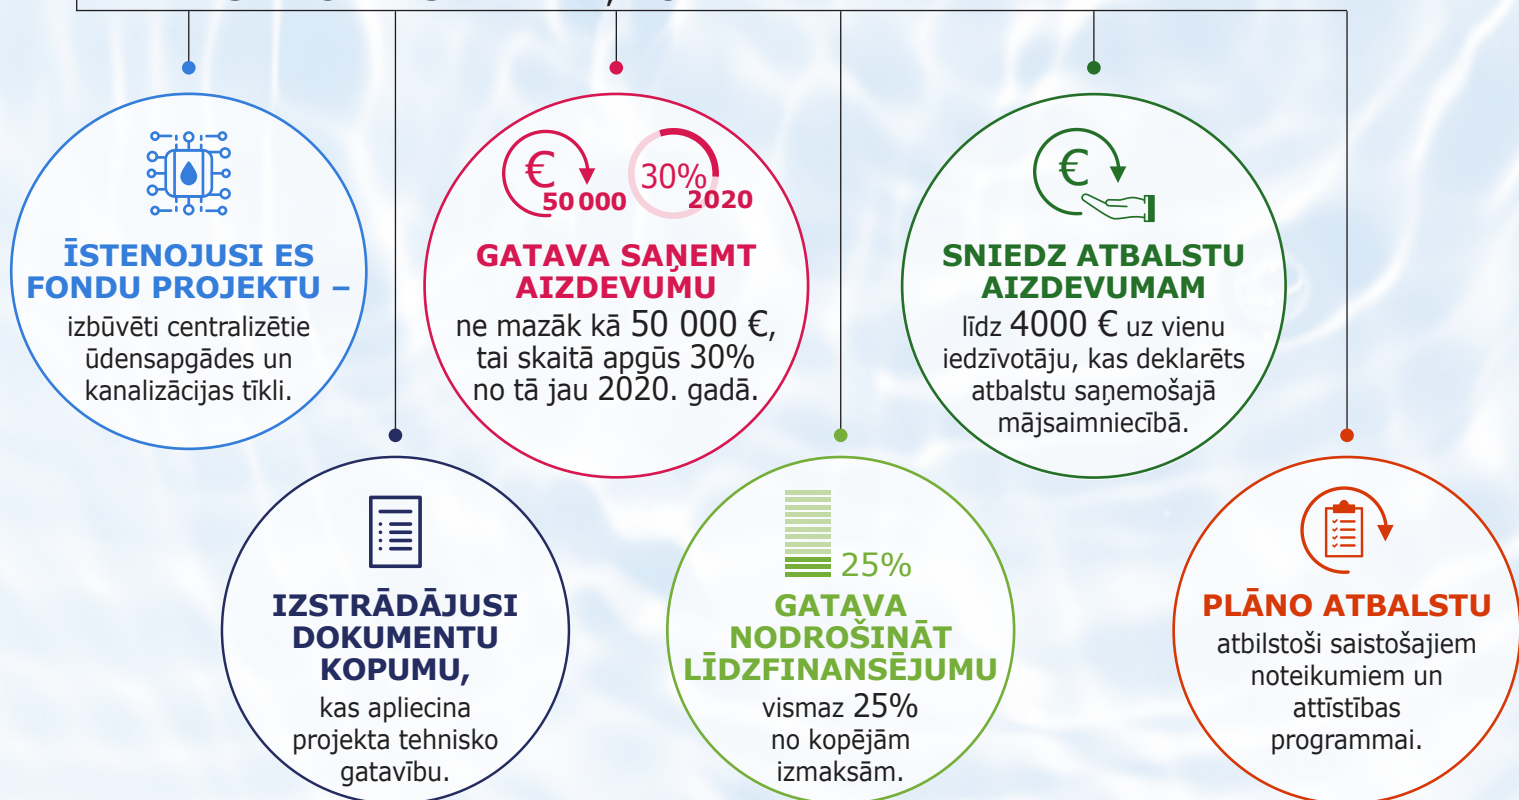 50 000
30%
2020
ĪSTENOJUSI ES
FONDU PROJEKTU –
izbūvēti centralizētie
ūdensapgādes un
kanalizācijas tīkli.
GATAVA SAŅEMT
AIZDEVUMU
ne mazāk kā 50 000 €,
tai skaitā apgūs 30%
no tā jau 2020. gadā.
SNIEDZ ATBALSTU
AIZDEVUMAM
līdz 4000 € uz vienu
iedzīvotāju, kas deklarēts
atbalstu saņemošajā
mājsaimniecībā.
IZSTRĀDĀJUSI
DOKUMENTU
KOPUMU,
kas apliecina
projekta tehnisko
gatavību.
25%
GATAVA
NODROŠINĀT
LĪDZFINANSĒJUMU
vismaz 25%
no kopējām
izmaksām.
PLĀNO ATBALSTU
atbilstoši saistošajiem
noteikumiem un
attīstības
programmai.